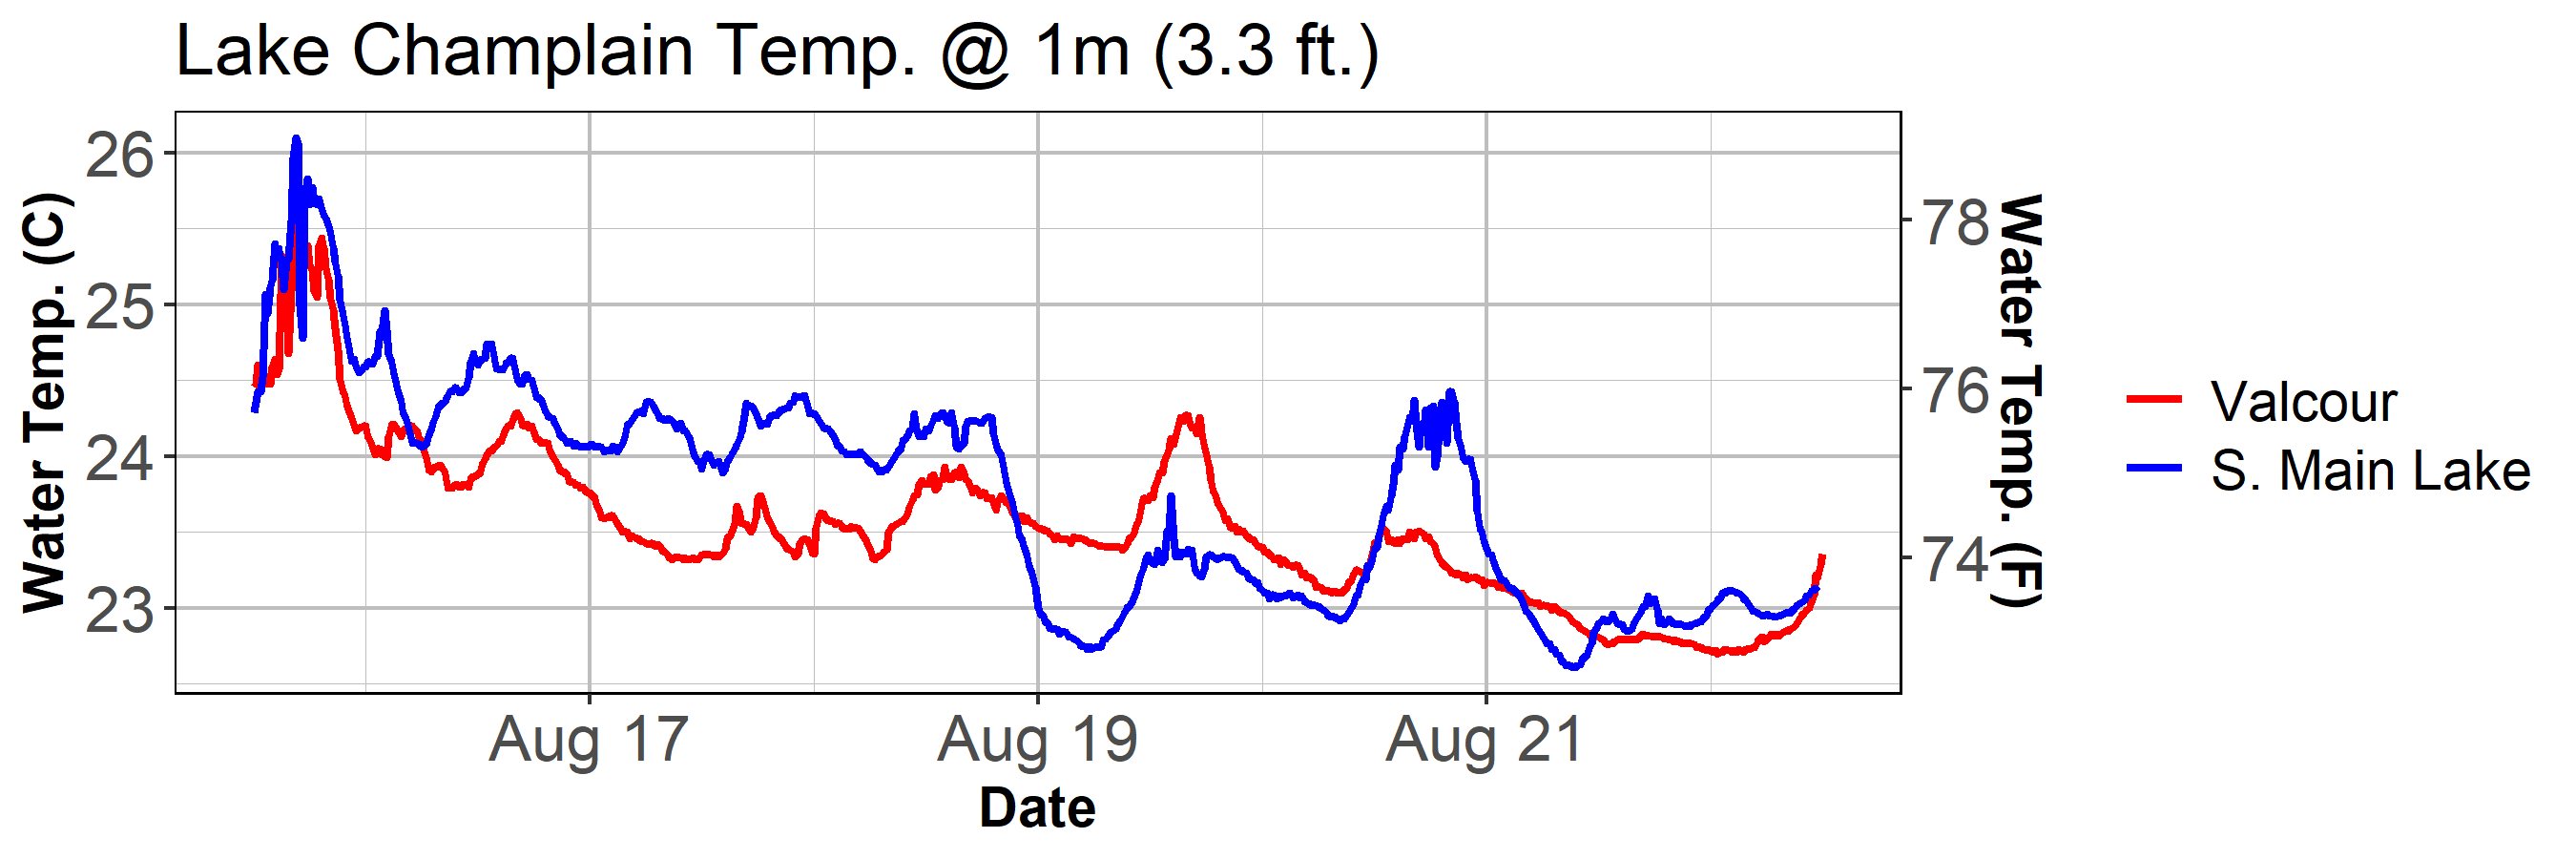 Lake Champlain Temp. @ 1m (3.3 ft.)
Water Temp. (C)
26
25
24
23
78
76
74
Water Temp. (F)
Aug 17
Aug 19
Aug 21
Date
Valcour
S. Main Lake